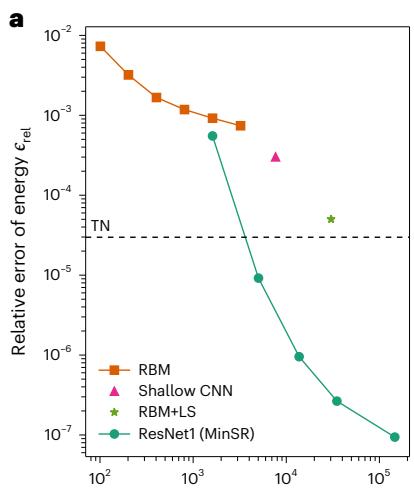 a
Relative error of energy ϵrel
10⁻²
10⁻³
10⁻⁴
TN
10⁻⁵
10⁻⁶
10⁻⁷
RBM
Shallow CNN
RBM+LS
ResNet1 (MinSR)
10² 10³ 10⁴ 10⁵